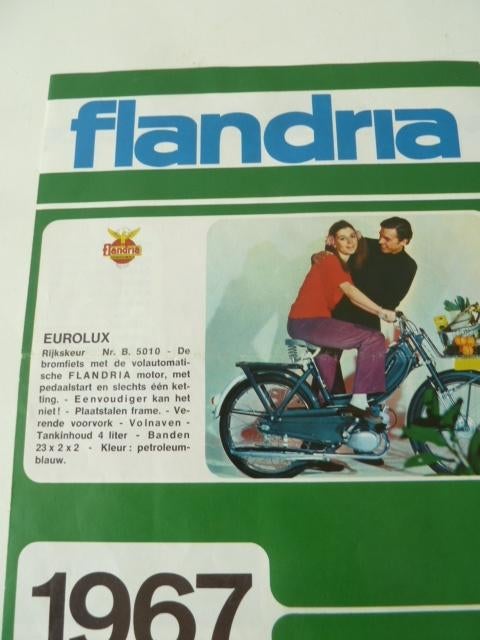 flandria
flandria
EUROLUX
Rijkskeur Nr. B. 5010 - De
bromfiets met de volautomati-
sche FLANDRIA motor, met
pedaalstart en slechts één ket-
ting. - Eenvoudiger kan het
niet! - Plaatstalen frame. - Ve-
rende voorvork - Volnaven -
Tankinhoud 4 liter - Banden
23 x 2 x 2 - Kleur: petroleum-
blauw.
1967